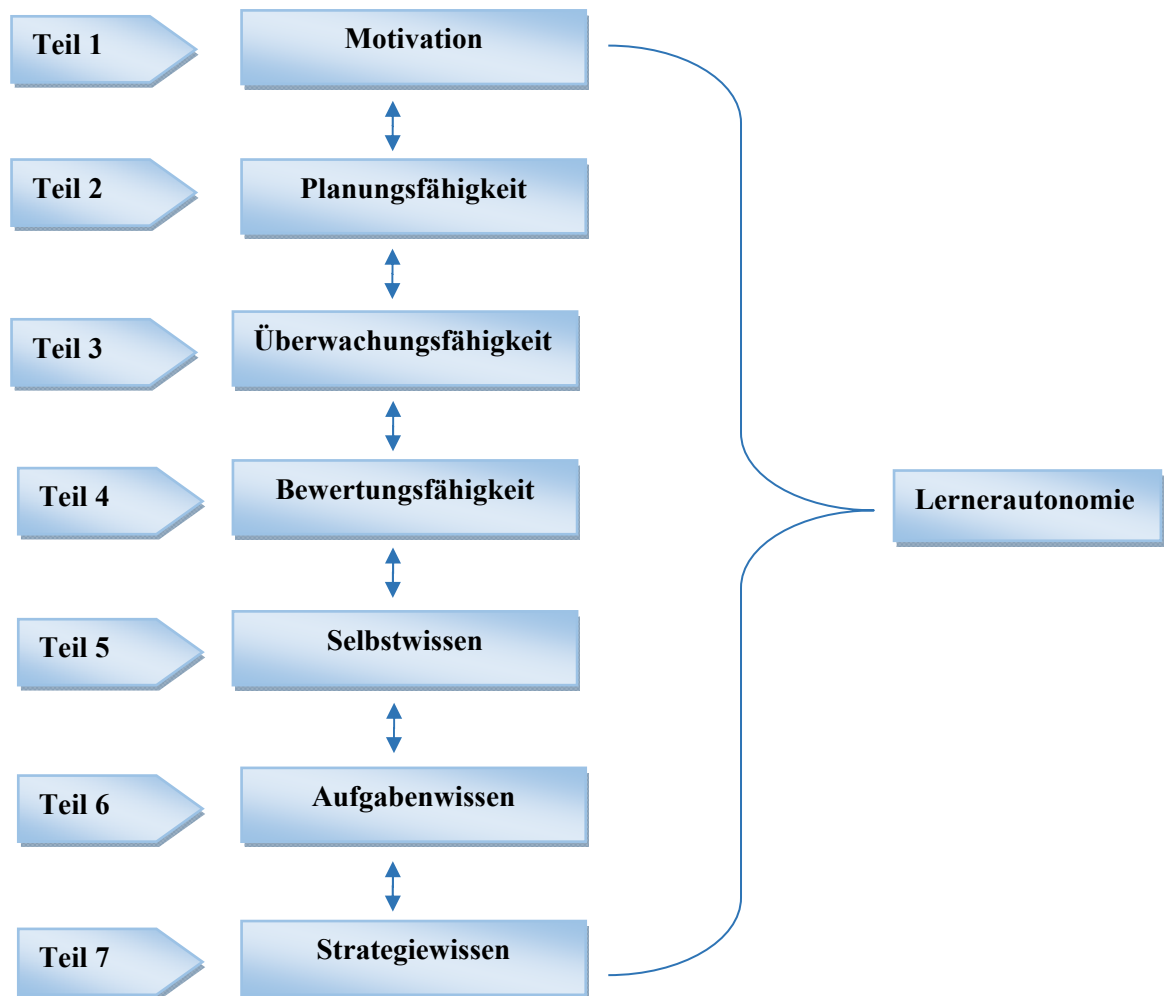 Teil 1
Motivation
Teil 2
Planungsfähigkeit
Teil 3
Überwachungsfähigkeit
Teil 4
Bewertungsfähigkeit
Lernerautonomie
Teil 5
Selbstwissen
Teil 6
Aufgabenwissen
Teil 7
Strategiewissen